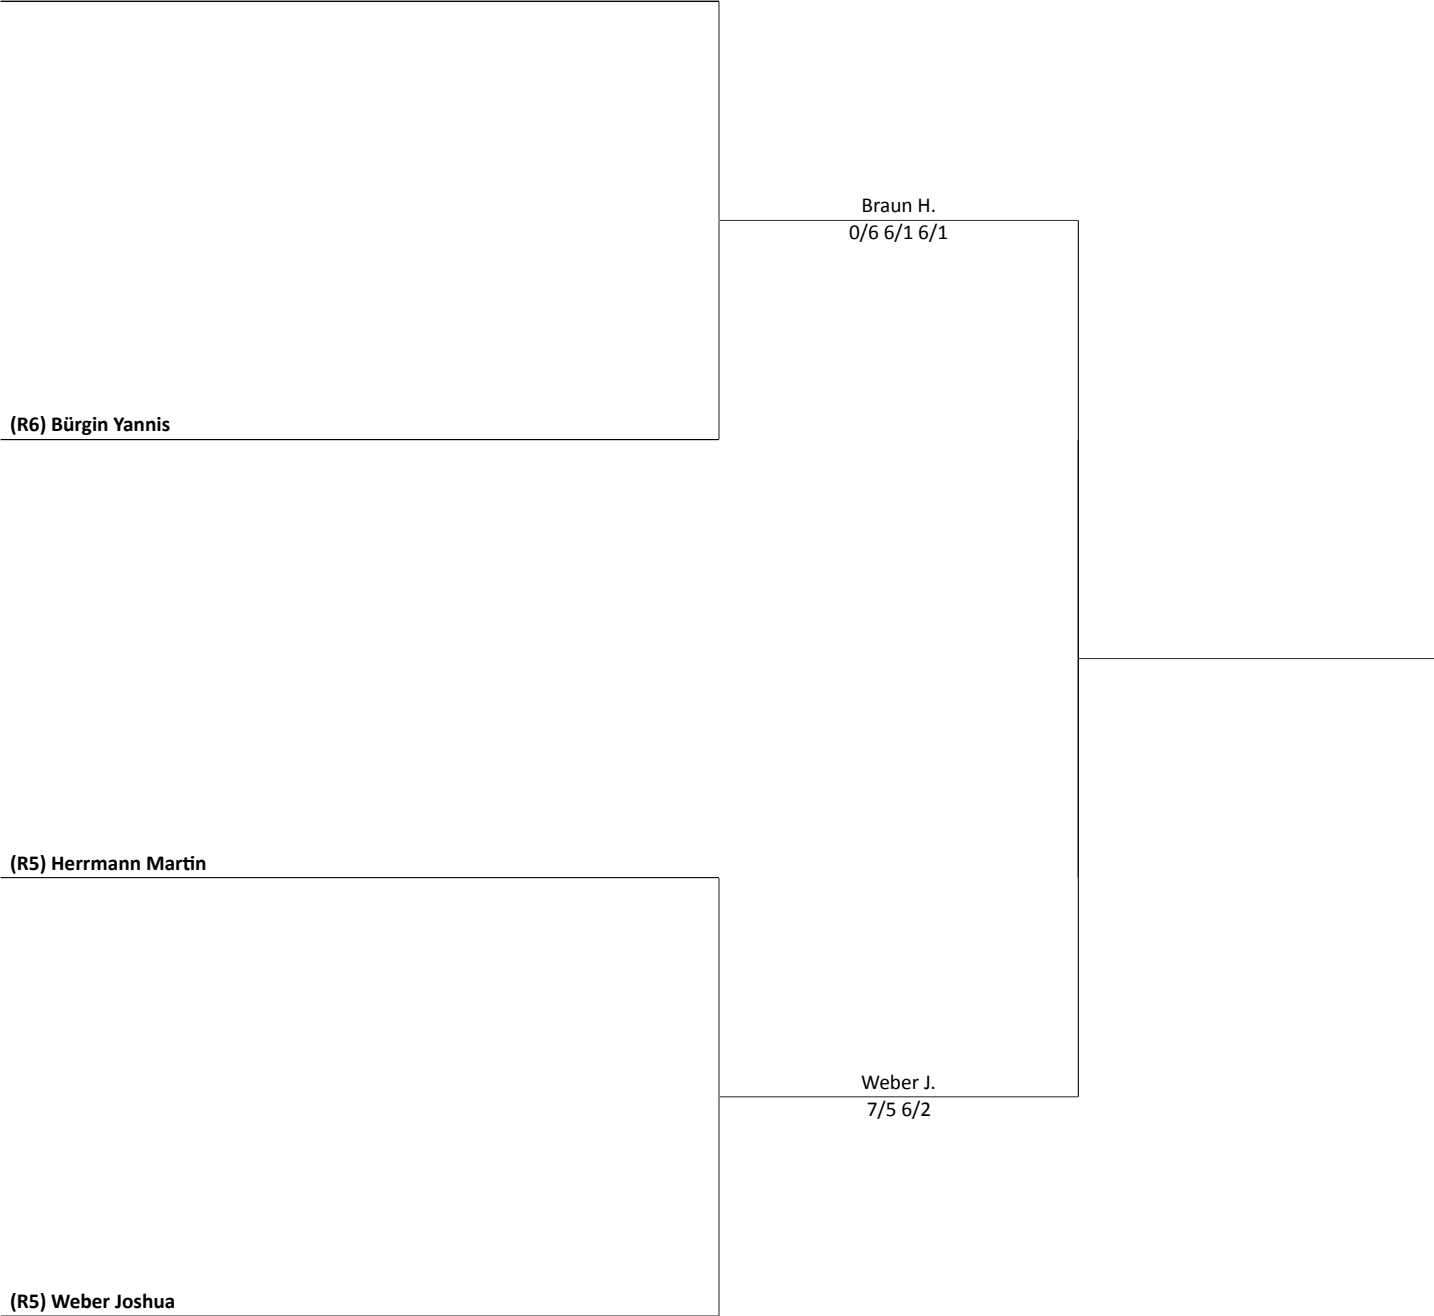 Braun H.
0/6 6/1 6/1
(R6) Bürgin Yannis
(R5) Herrmann Martin
Weber J.
7/5 6/2
(R5) Weber Joshua